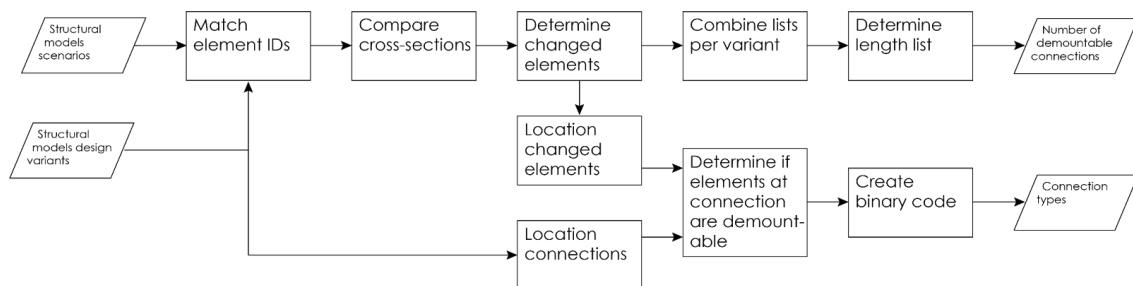 Structural
models
scenarios
Match
element IDs
Compare
cross-sections
Determine
changed
elements
Combine lists
per variant
Determine
length list
Number of
demountable
connections
Structural
models design
variants
Location
changed
elements
Determine if
elements at
connection
are demount-
able
Create
binary code
Connection
types
Location
connections